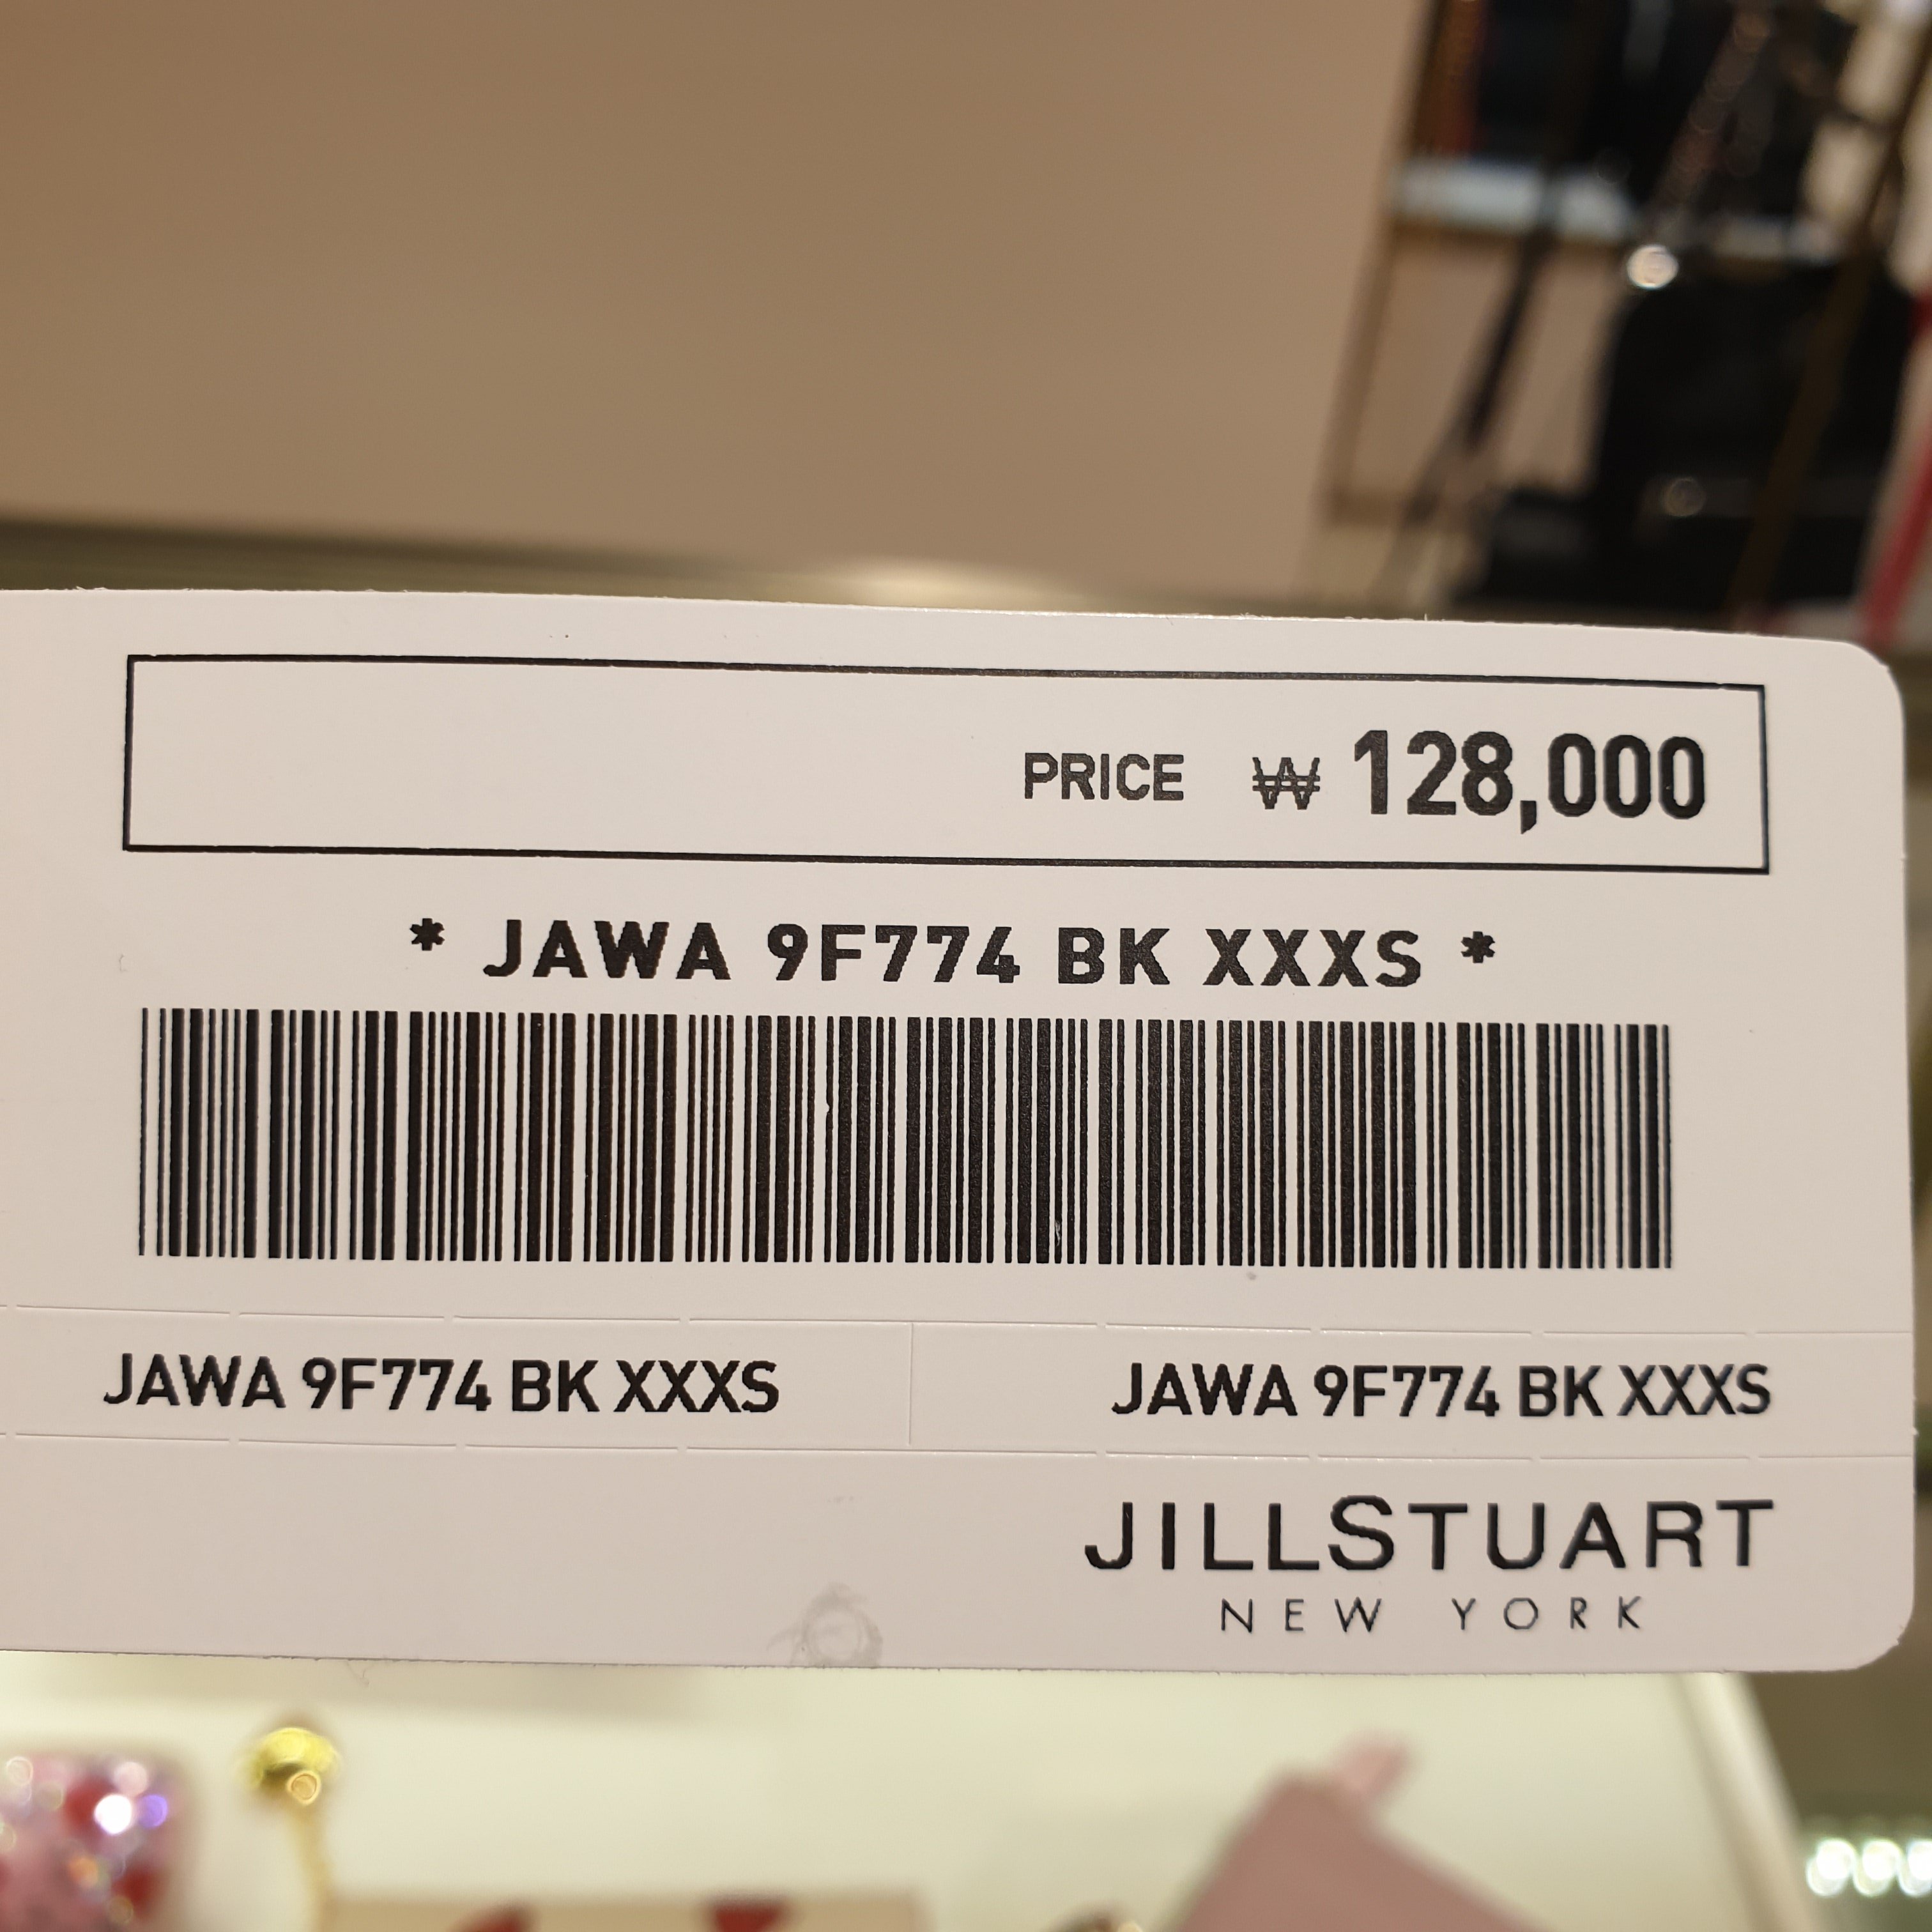 PRICE ₩ 128,000
* JAWA 9F774 BK XXXS *
JAWA 9F774 BK XXXS JAWA 9F774 BK XXXS
JILLSTUART
NEW YORK